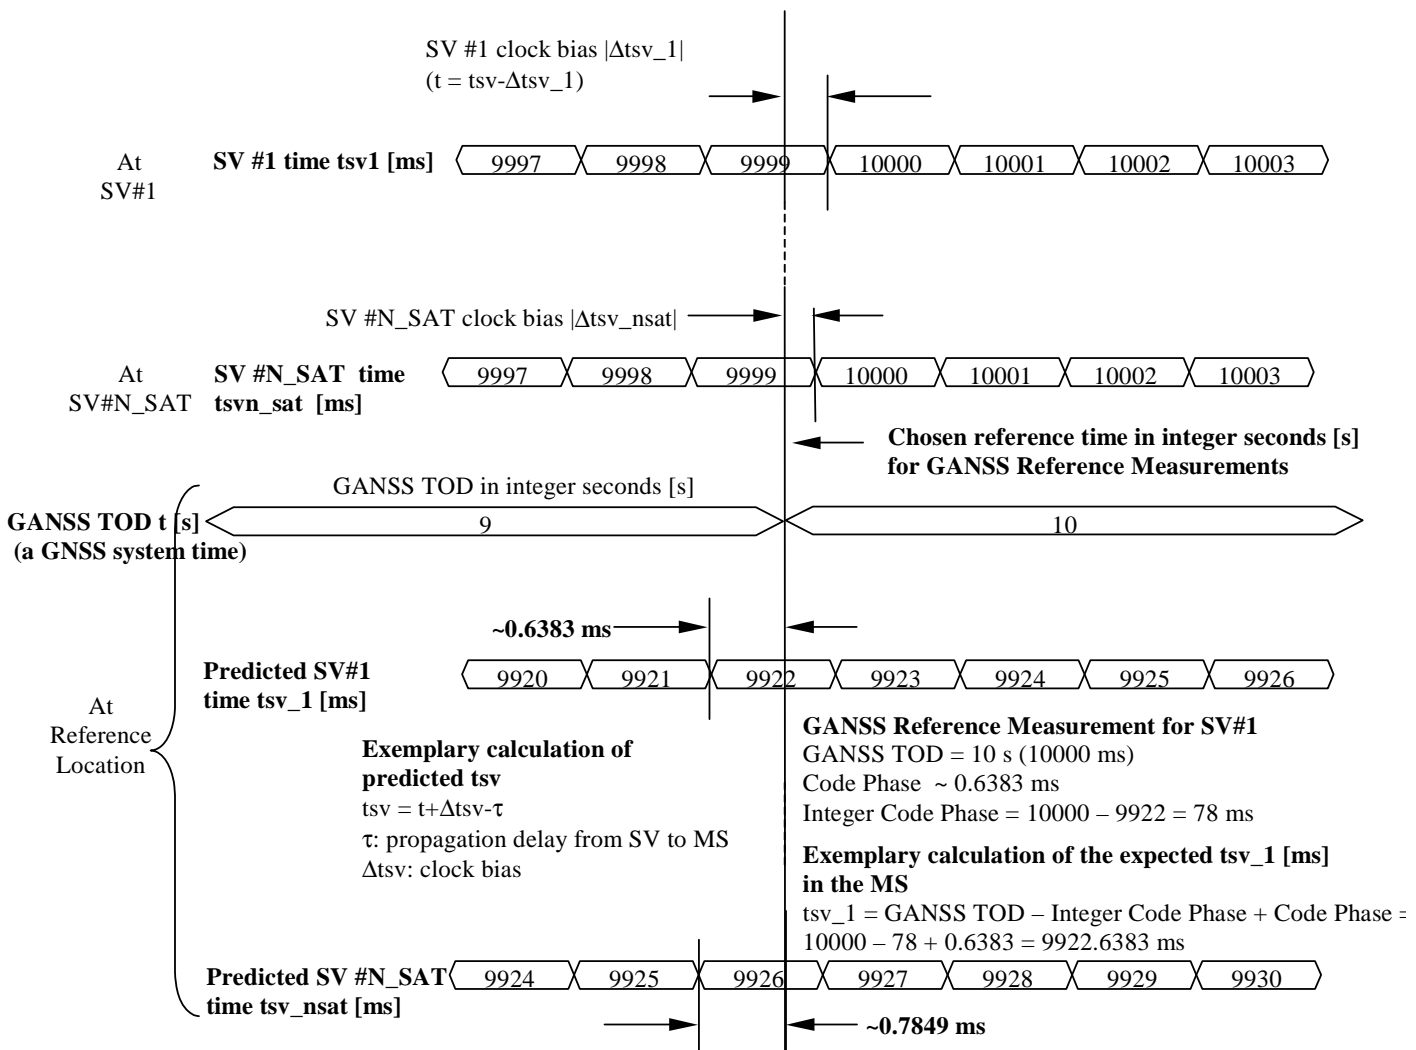 SV #1 clock bias |Δtsv_1|
(t = tsv-Δtsv_1)
At
SV#1
SV #1 time tsv1 [ms]
9997 9998 9999 10000 10001 10002 10003
SV #N_SAT clock bias |Δtsv_nsat|
At
SV#N_SAT
SV #N_SAT time
tsvn_sat [ms]
9997 9998 9999 10000 10001 10002 10003
Chosen reference time in integer seconds [s]
for GANSS Reference Measurements
GANSS TOD in integer seconds [s]
GANSS TOD t [s]
(a GNSS system time)
9 10
~0.6383 ms
Predicted SV#1
time tsv_1 [ms]
9920 9921 9922 9923 9924 9925 9926
At
Reference
Location
Exemplary calculation of
predicted tsv
tsv = t+Δtsv-τ
τ: propagation delay from SV to MS
Δtsv: clock bias
GANSS Reference Measurement for SV#1
GANSS TOD = 10 s (10000 ms)
Code Phase ~ 0.6383 ms
Integer Code Phase = 10000 – 9922 = 78 ms
Exemplary calculation of the expected tsv_1 [ms]
in the MS
tsv_1 = GANSS TOD – Integer Code Phase + Code Phase =
10000 – 78 + 0.6383 = 9922.6383 ms
Predicted SV #N_SAT
time tsv_nsat [ms]
9924 9925 9926 9927 9928 9929 9930
~0.7849 ms